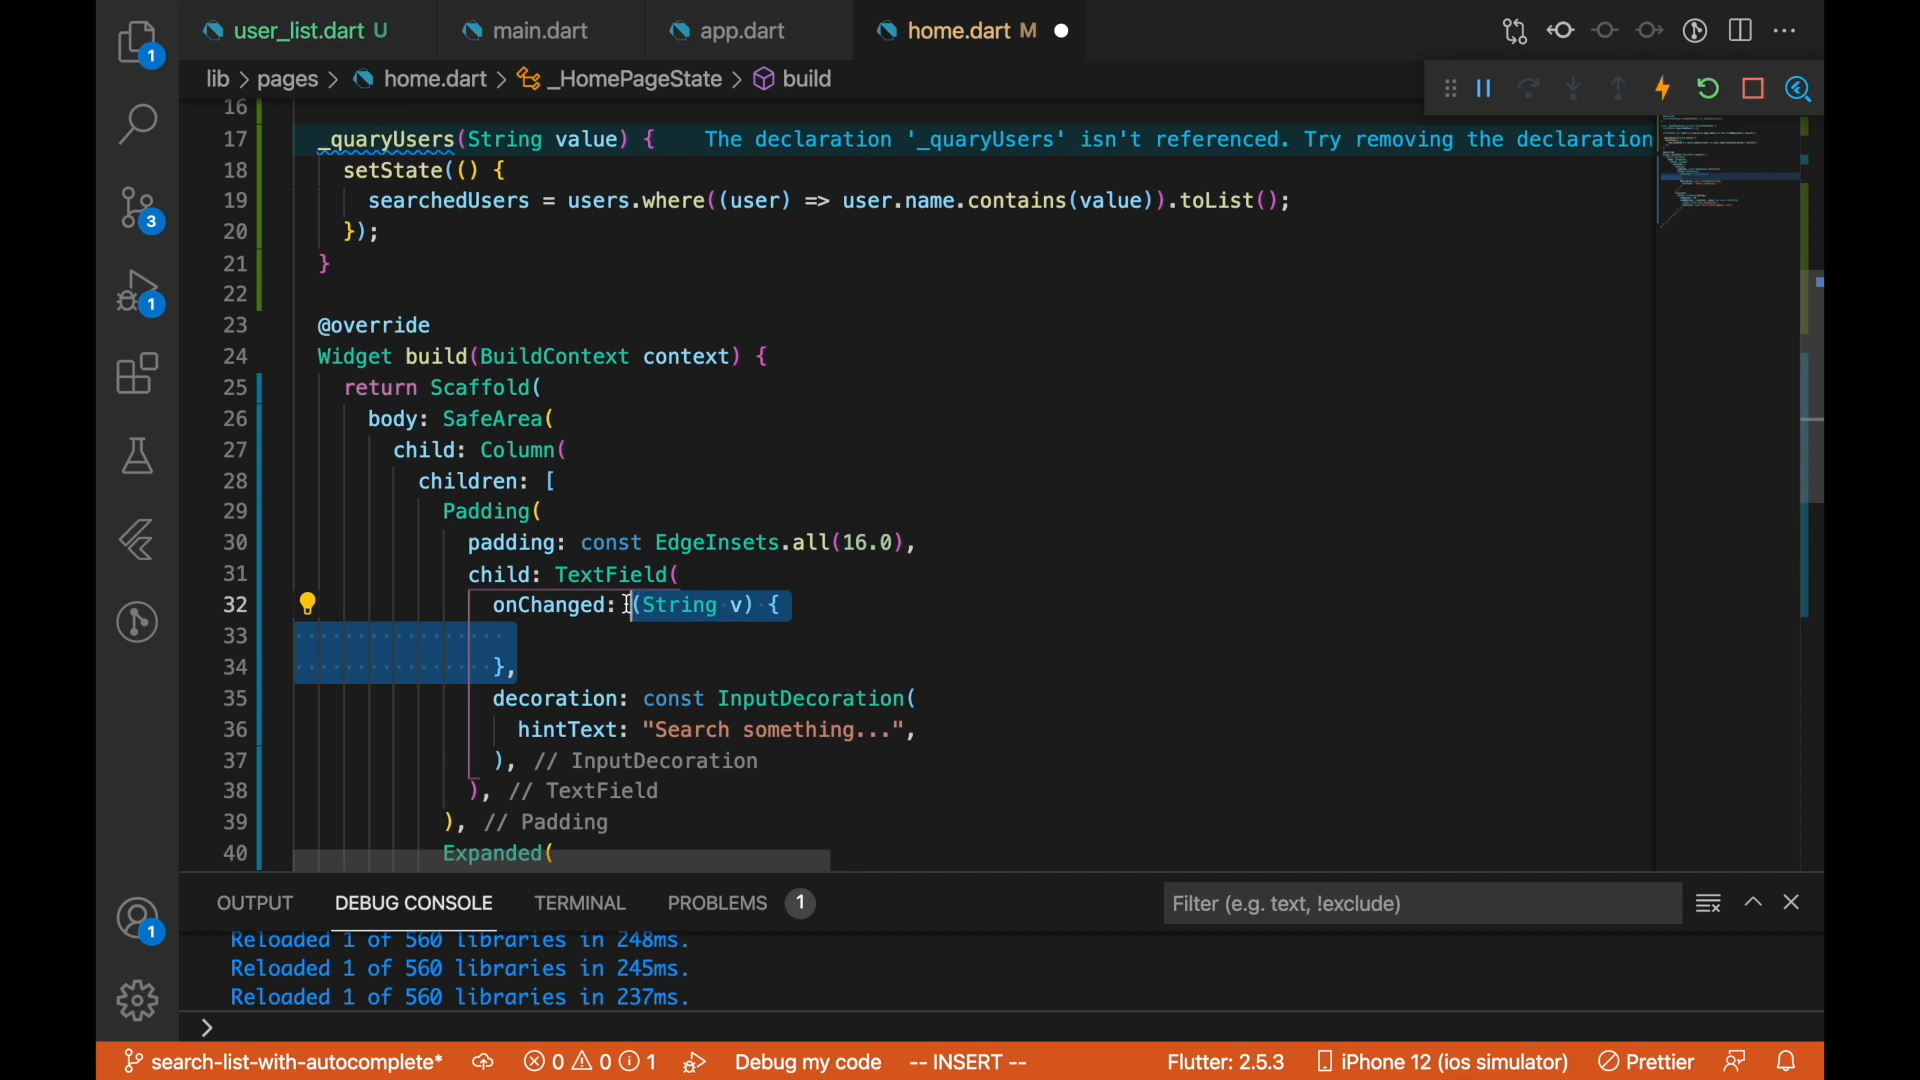 user_list.dart U
main.dart
app.dart
home.dart M
lib > pages > home.dart > _HomePageState > build
16
17 _quaryUsers(String value) { The declaration '_quaryUsers' isn't referenced. Try removing the declaration
18 setState(() {
19 searchedUsers = users.where((user) => user.name.contains(value)).toList();
20 });
21 }
22
23 @override
24 Widget build(BuildContext context) {
25 return Scaffold(
26 body: SafeArea(
27 child: Column(
28 children: [
29 Padding(
30 padding: const EdgeInsets.all(16.0),
31 child: TextField(
32 onChanged: (String v) {
33
34 },
35 decoration: const InputDecoration(
36 hintText: "Search something...",
37 ), // InputDecoration
38 ), // TextField
39 ), // Padding
40 Expanded(
1
3
1
1
OUTPUT DEBUG CONSOLE TERMINAL PROBLEMS 1 Filter (e.g. text, !exclude)
Reloaded 1 of 560 libraries in 248ms.
Reloaded 1 of 560 libraries in 245ms.
Reloaded 1 of 560 libraries in 237ms.
>
search-list-with-autocomplete* 0 0 1 Debug my code -- INSERT -- Flutter: 2.5.3 iPhone 12 (ios simulator) Prettier